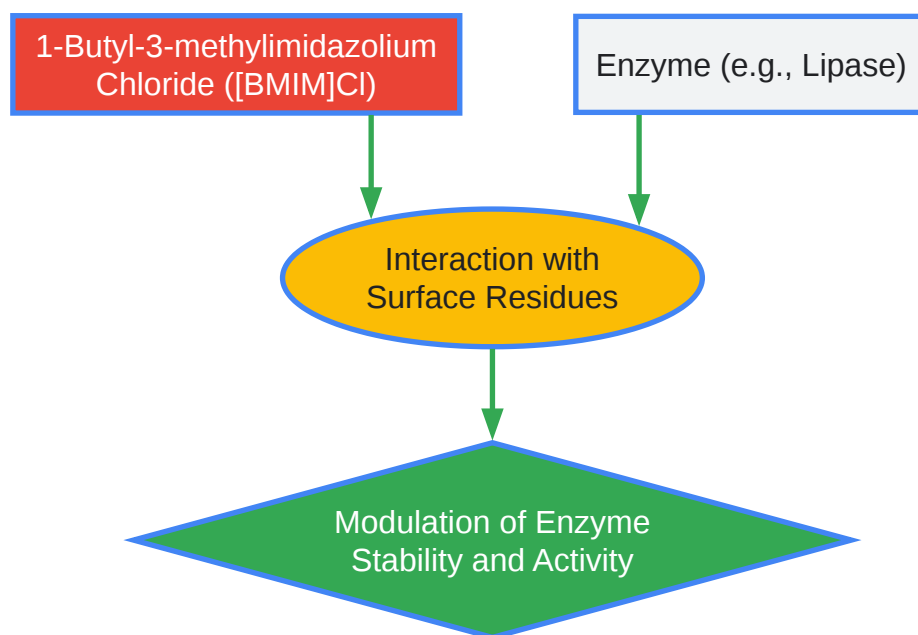 1-Butyl-3-methylimidazolium
Chloride ([BMIM]Cl)
Enzyme (e.g., Lipase)
Interaction with
Surface Residues
Modulation of Enzyme
Stability and Activity